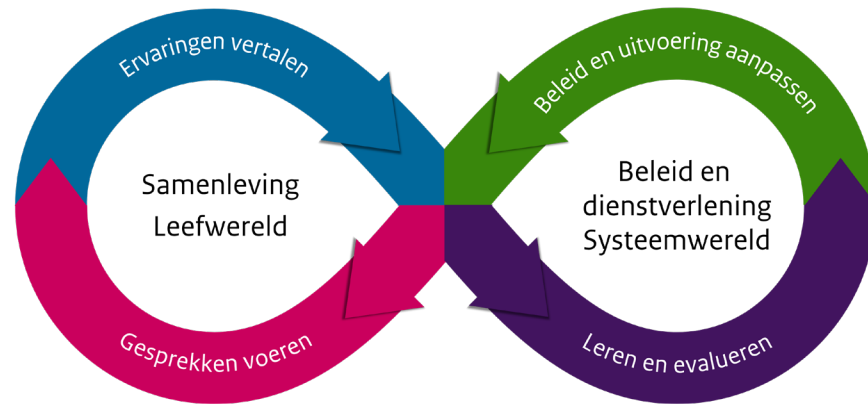 Ervaringen vertalen
Beleid en uitvoering aanpassen
Samenleving
Leefwereld
Beleid en
dienstverlening
Systeemwereld
Gesprekken voeren
Leren en evalueren